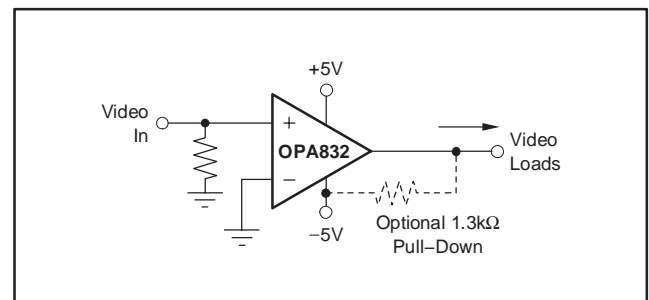 +5V
Video
In
+
OPA832
−
Video
Loads
−5V
Optional 1.3kΩ
Pull−Down